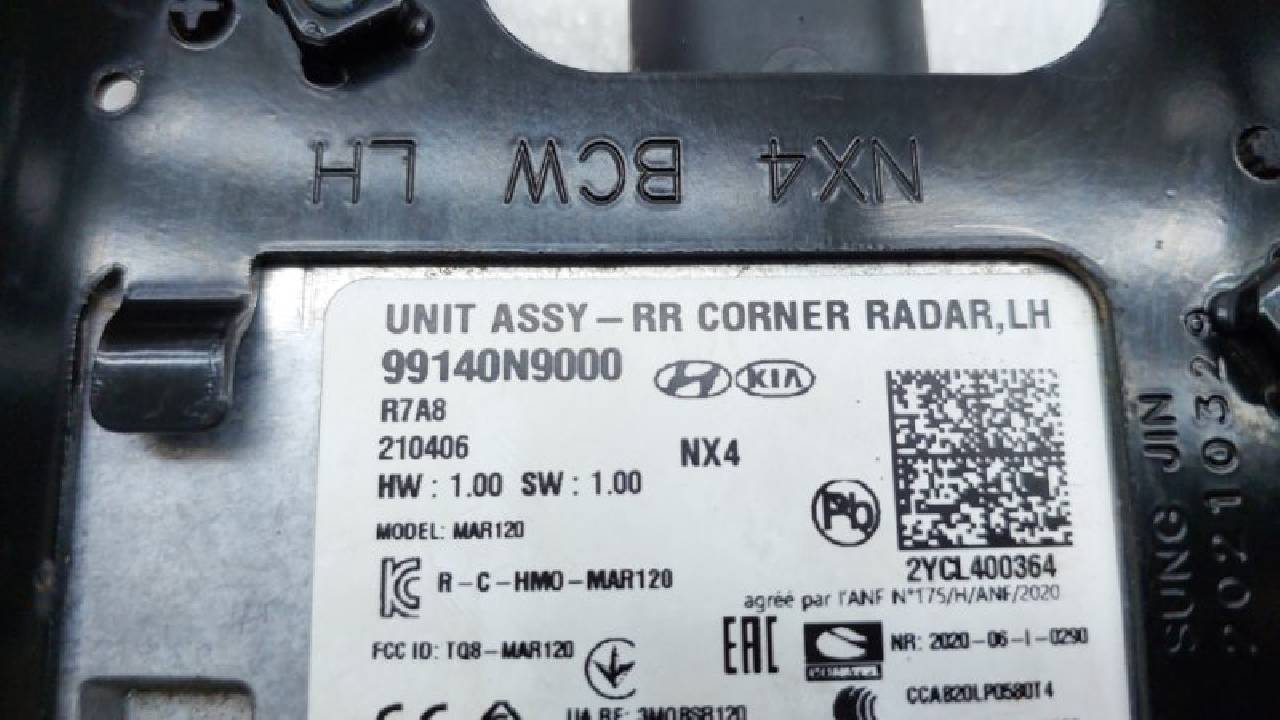 NX4 BCW LH
UNIT ASSY-RR CORNER RADAR,LH
99140N9000
KIA
R7A8
210406
NX4
HW : 1.00 SW : 1.00
Pb
MODEL: MAR120
2YCL400364
R-C-HMO-MAR120
agréé par l'ANF N°175/H/ANF/2020
FCC ID: TQ8-MAR120
EAC
NR: 2020-06-I-0290
CCAB20LP0580T4
SUNG JIN